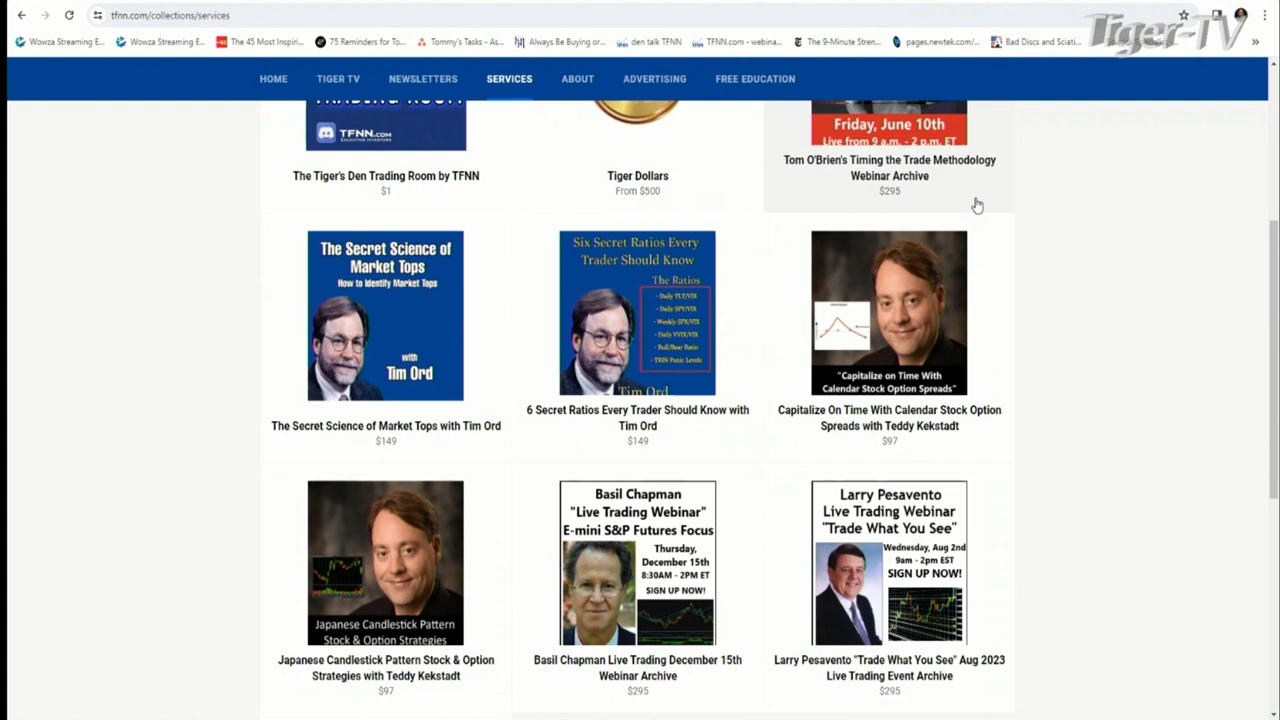 tfnn.com/collections/services
Tiger-TV
Wowza Streaming E...
Wowza Streaming E...
The 45 Most Inspiri...
75 Reminders for To...
Tommy's Tasks - As...
Always Be Buying or...
den talk TFNN
TFNN.com - webina...
The 9-Minute Stren...
pages.newtek.com/...
Bad Discs and Sciati...
HOME
TIGER TV
NEWSLETTERS
SERVICES
ABOUT
ADVERTISING
FREE EDUCATION
TRADING ROOM
TFNN.com
EDUCATING INVESTORS
Friday, June 10th
Live from 9 a.m. - 2 p.m. ET
The Tiger's Den Trading Room by TFNN
$1
Tiger Dollars
From $500
Tom O'Brien's Timing the Trade Methodology
Webinar Archive
$295
The Secret Science of
Market Tops
How to Identify Market Tops
with
Tim Ord
Six Secret Ratios Every
Trader Should Know
The Ratios
- Daily TLT/VIX
- Daily SPY/VIX
- Weekly SPX/VIX
- Daily VVIX/VIX
- Bull/Bear Ratio
- TRIN Panic Levels
Tim Ord
"Capitalize on Time With
Calendar Stock Option Spreads"
The Secret Science of Market Tops with Tim Ord
$149
6 Secret Ratios Every Trader Should Know with
Tim Ord
$149
Capitalize On Time With Calendar Stock Option
Spreads with Teddy Kekstadt
$97
Japanese Candlestick Pattern
Stock & Option Strategies
Basil Chapman
"Live Trading Webinar"
E-mini S&P Futures Focus
Thursday,
December 15th
8:30AM - 2PM ET
SIGN UP NOW!
Larry Pesavento
Live Trading Webinar
"Trade What You See"
Wednesday, Aug 2nd
9am - 2pm EST
SIGN UP NOW!
Japanese Candlestick Pattern Stock & Option
Strategies with Teddy Kekstadt
$97
Basil Chapman Live Trading December 15th
Webinar Archive
$295
Larry Pesavento "Trade What You See" Aug 2023
Live Trading Event Archive
$295